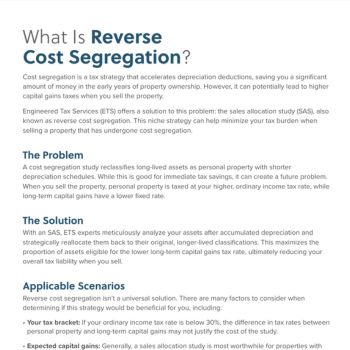 What Is Reverse
Cost Segregation?
Cost segregation is a tax strategy that accelerates depreciation deductions, saving you a significant
amount of money in the early years of property ownership. However, it can potentially lead to higher
capital gains taxes when you sell the property.
Engineered Tax Services (ETS) offers a solution to this problem: the sales allocation study (SAS), also
known as reverse cost segregation. This niche strategy can help minimize your tax burden when
selling a property that has undergone cost segregation.
The Problem
A cost segregation study reclassifies long-lived assets as personal property with shorter
depreciation schedules. While this is good for immediate tax savings, it can create a future problem.
When you sell the property, personal property is taxed at your higher, ordinary income tax rate, while
long-term capital gains have a lower fixed rate.
The Solution
With an SAS, ETS experts meticulously analyze your assets after accumulated depreciation and
strategically reallocate them back to their original, longer-lived classifications. This maximizes the
proportion of assets eligible for the lower long-term capital gains tax rate, ultimately reducing your
overall tax liability when you sell.
Applicable Scenarios
Reverse cost segregation isn't a universal solution. There are many factors to consider when
determining if this strategy would be beneficial for you, including:
• Your tax bracket: If your ordinary income tax rate is below 30%, the difference in tax rates between
personal property and long-term capital gains may not justify the cost of the study.
• Expected capital gains: Generally, a sales allocation study is most worthwhile for properties with